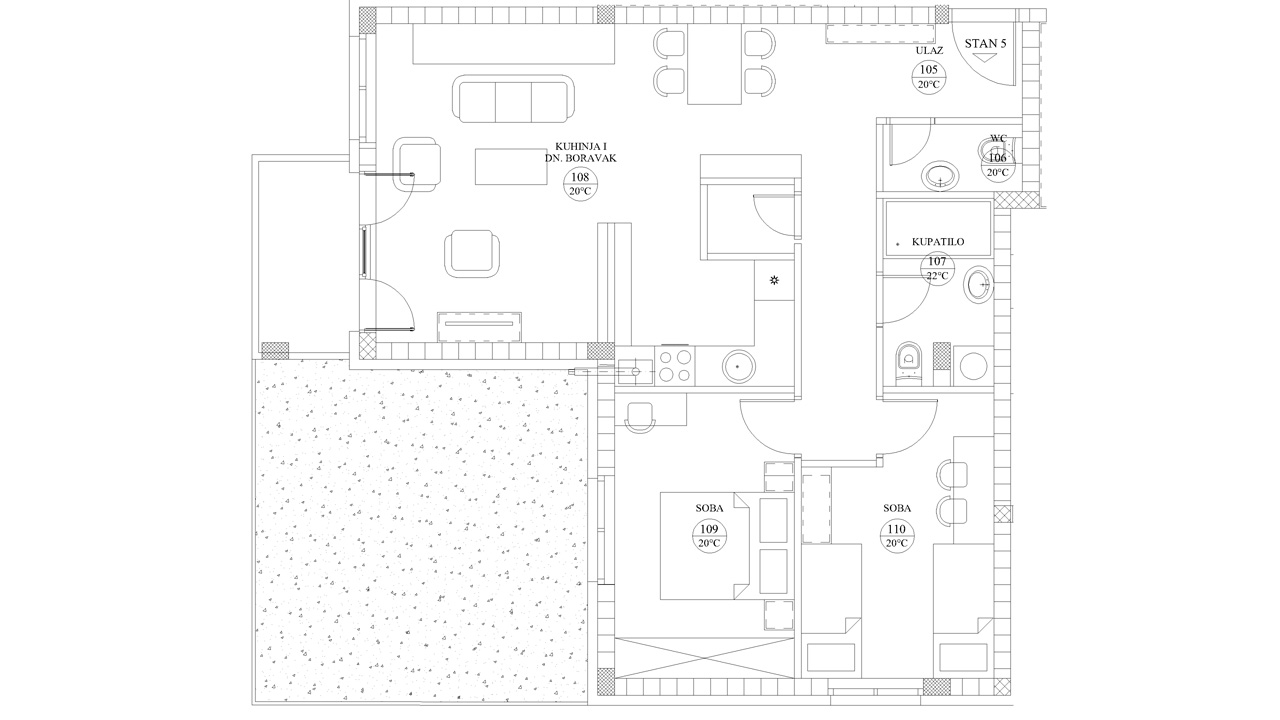 STAN 5
ULAZ
105
20°C
WC
106
20°C
KUHINJA I
DN. BORAVAK
108
20°C
KUPATILO
107
22°C
SOBA
109
20°C
SOBA
110
20°C